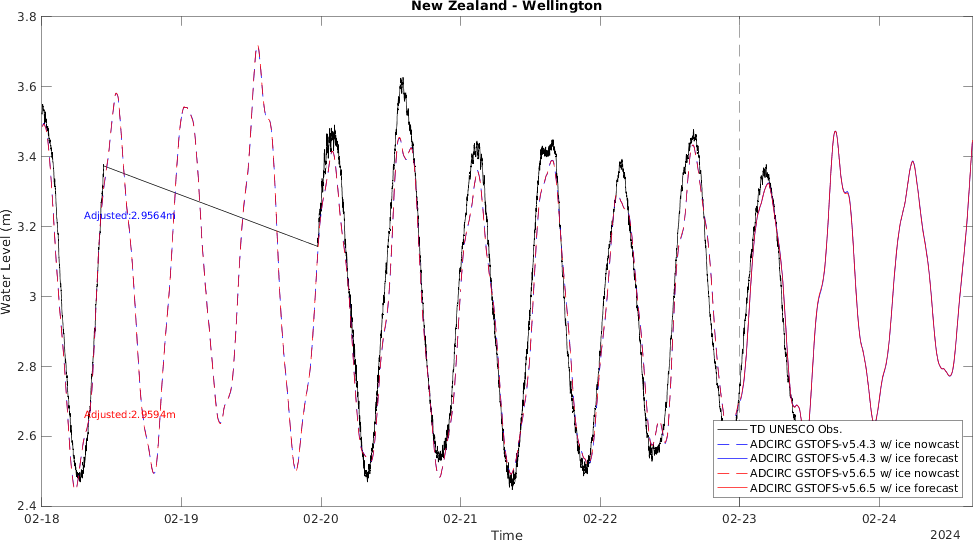 New Zealand - Wellington
3.8
3.6
3.4
3.2
3
2.8
2.6
2.4
Water Level (m)
Adjusted:2.9564m
Adjusted:2.9594m
TD UNESCO Obs.
ADCIRC GSTOFS-v5.4.3 w/ ice nowcast
ADCIRC GSTOFS-v5.4.3 w/ ice forecast
ADCIRC GSTOFS-v5.6.5 w/ ice nowcast
ADCIRC GSTOFS-v5.6.5 w/ ice forecast
02-18 02-19 02-20 02-21 02-22 02-23 02-24
Time
2024